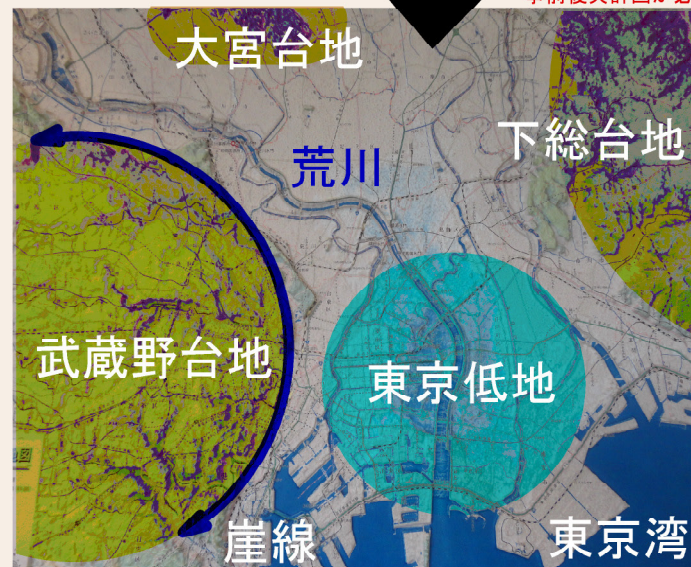 大宮台地
下総台地
荒川
武蔵野台地
東京低地
崖線
東京湾